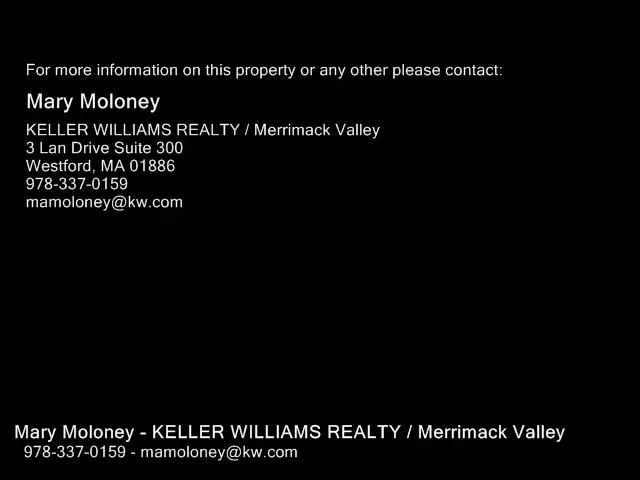 For more information on this property or any other please contact:
Mary Moloney
KELLER WILLIAMS REALTY / Merrimack Valley
3 Lan Drive Suite 300
Westford, MA 01886
978-337-0159
mamoloney@kw.com
Mary Moloney - KELLER WILLIAMS REALTY / Merrimack Valley
978-337-0159 - mamoloney@kw.com